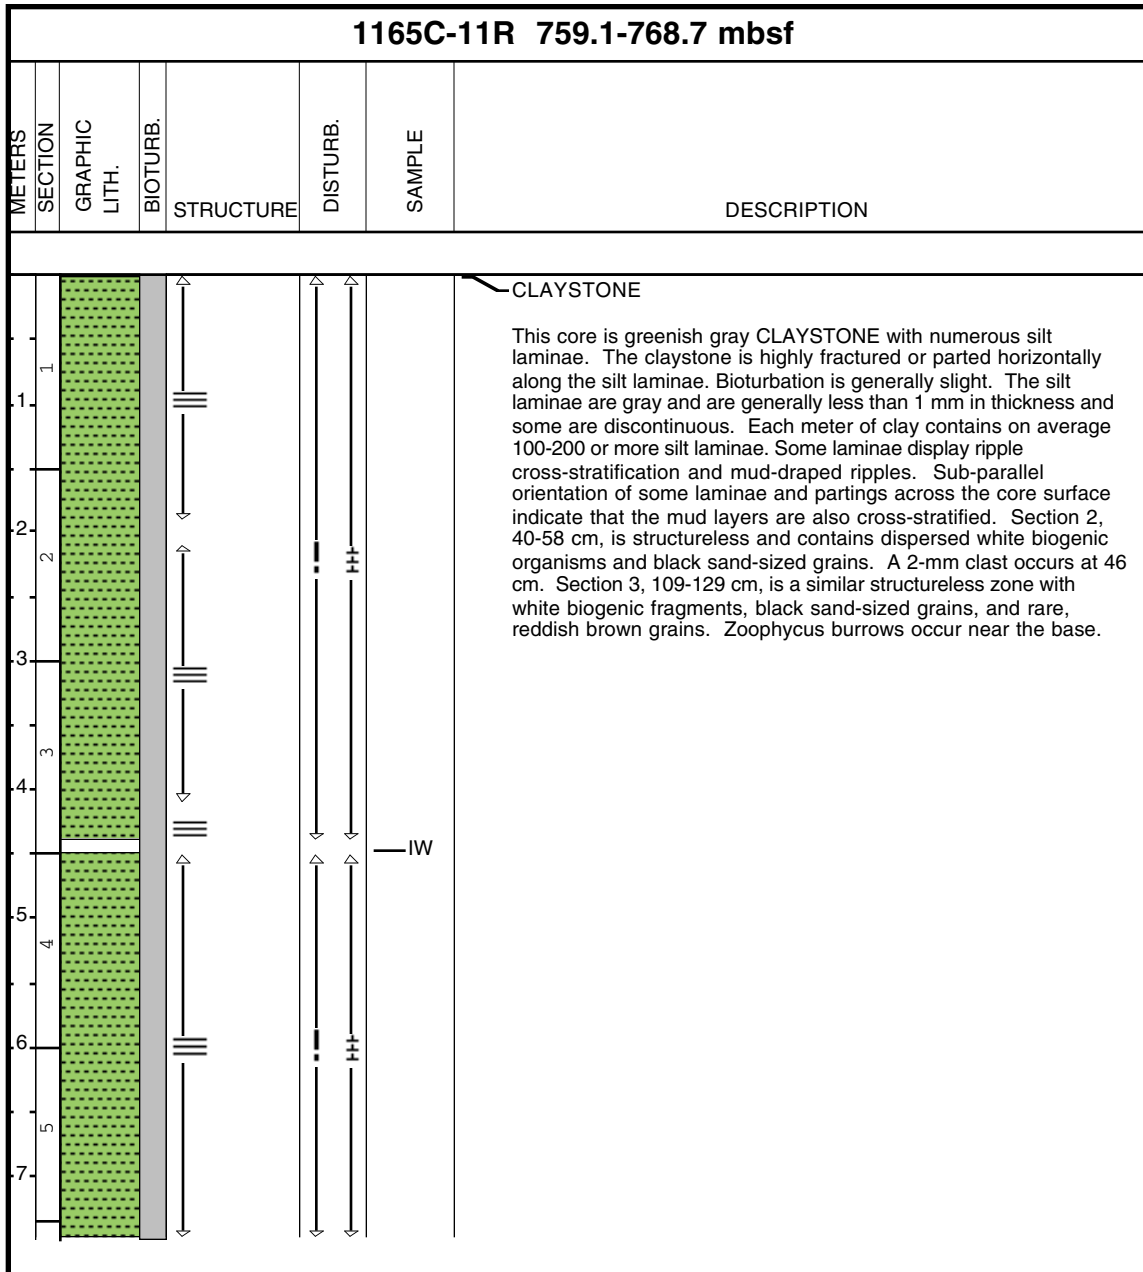 1165C-11R 759.1-768.7 mbsf
METERS
SECTION
GRAPHIC
LITH.
BIOTURB.
STRUCTURE
DISTURB.
SAMPLE
DESCRIPTION
CLAYSTONE
This core is greenish gray CLAYSTONE with numerous silt
laminae. The claystone is highly fractured or parted horizontally
along the silt laminae. Bioturbation is generally slight. The silt
laminae are gray and are generally less than 1 mm in thickness and
some are discontinuous. Each meter of clay contains on average
100-200 or more silt laminae. Some laminae display ripple
cross-stratification and mud-draped ripples. Sub-parallel
orientation of some laminae and partings across the core surface
indicate that the mud layers are also cross-stratified. Section 2,
40-58 cm, is structureless and contains dispersed white biogenic
organisms and black sand-sized grains. A 2-mm clast occurs at 46
cm. Section 3, 109-129 cm, is a similar structureless zone with
white biogenic fragments, black sand-sized grains, and rare,
reddish brown grains. Zoophycus burrows occur near the base.
1
1
2
2
3
3
4
IW
5
4
6
5
7